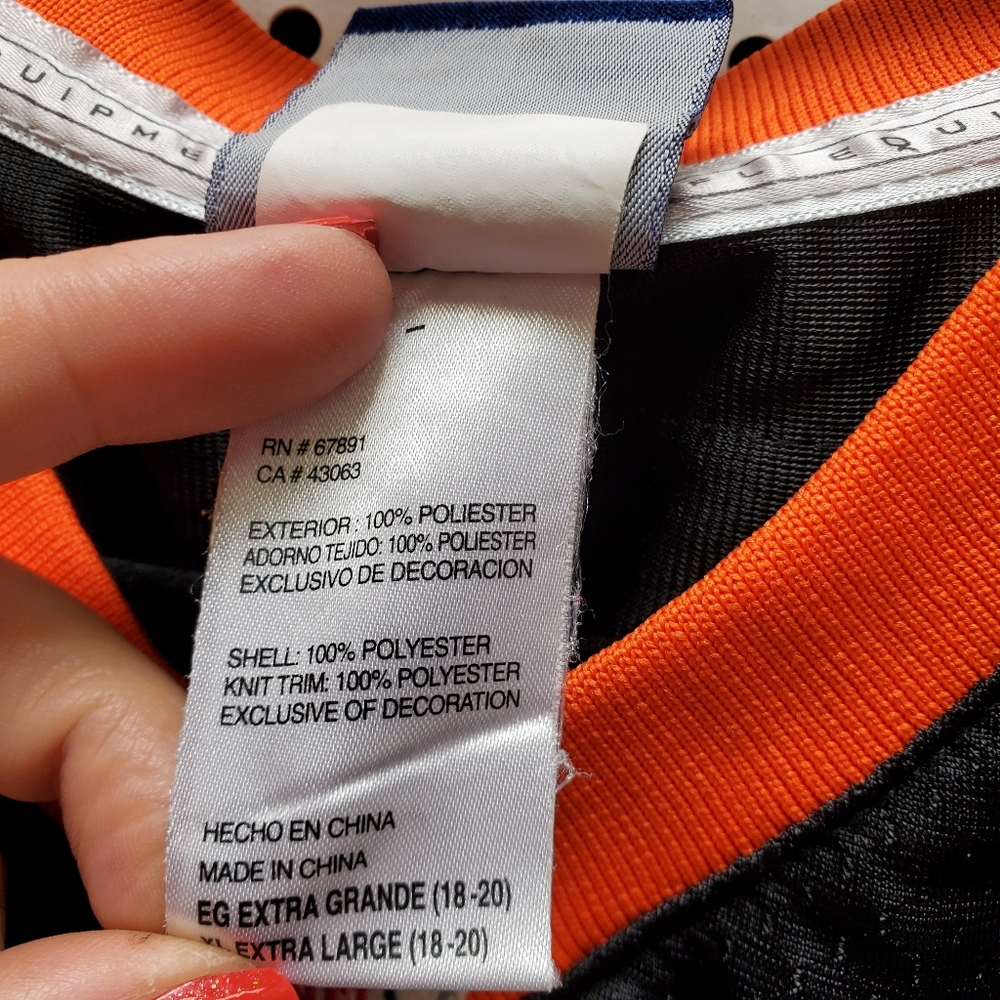 UIPME
EQUI
RN # 67891
CA # 43063
EXTERIOR : 100% POLIESTER
ADORNO TEJIDO: 100% POLIESTER
EXCLUSIVO DE DECORACION
SHELL: 100% POLYESTER
KNIT TRIM: 100% POLYESTER
EXCLUSIVE OF DECORATION
HECHO EN CHINA
MADE IN CHINA
EG EXTRA GRANDE (18-20)
XL EXTRA LARGE (18-20)